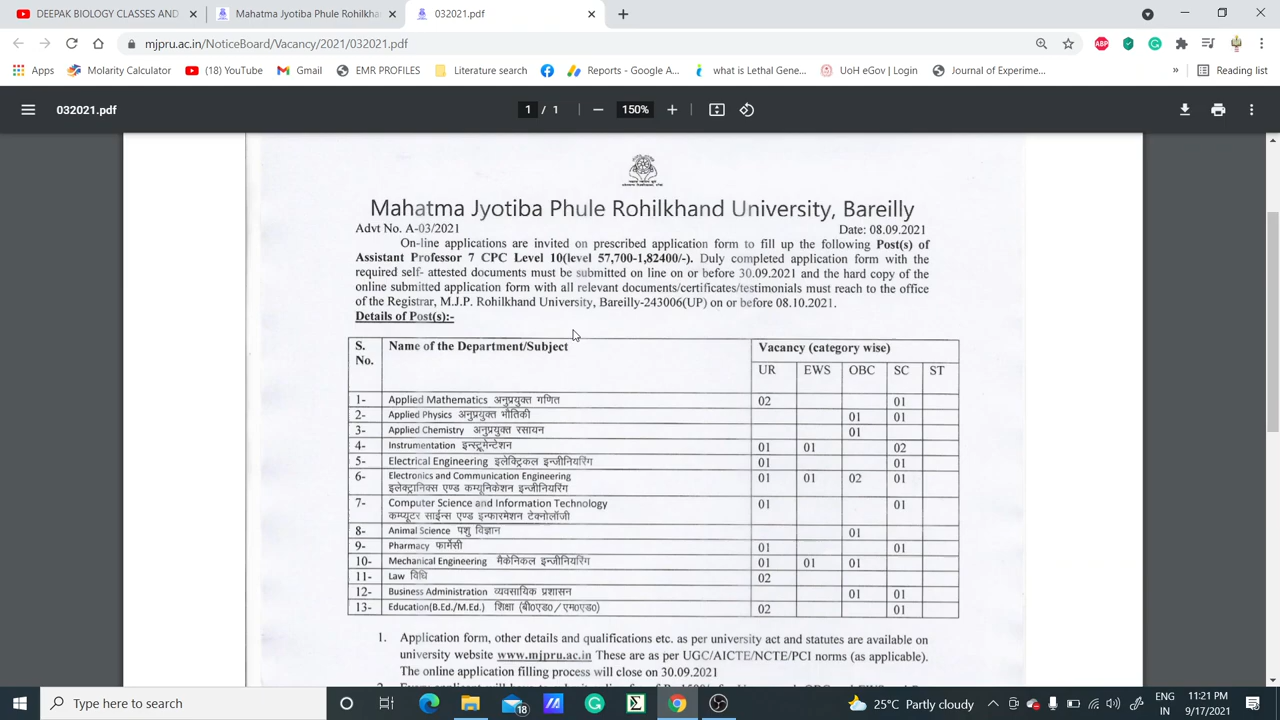 DEEPAK BIOLOGY CLASSES AND
Mahatma Jyotiba Phule Rohilkhan
032021.pdf
mjpru.ac.in/NoticeBoard/Vacancy/2021/032021.pdf
Apps
Molarity Calculator
(18) YouTube
Gmail
EMR PROFILES
Literature search
Reports - Google A...
what is Lethal Gene...
UoH eGov | Login
Journal of Experime...
»
Reading list
032021.pdf
1 / 1
150%
Mahatma Jyotiba Phule Rohilkhand University, Bareilly
Advt No. A-03/2021 Date: 08.09.2021
On-line applications are invited on prescribed application form to fill up the following Post(s) of
Assistant Professor 7 CPC Level 10(level 57,700-1,82400/-). Duly completed application form with the
required self- attested documents must be submitted on line on or before 30.09.2021 and the hard copy of the
online submitted application form with all relevant documents/certificates/testimonials must reach to the office
of the Registrar, M.J.P. Rohilkhand University, Bareilly-243006(UP) on or before 08.10.2021.
Details of Post(s):-
S. No. Name of the Department/Subject Vacancy (category wise)
UR EWS OBC SC ST
1- Applied Mathematics अनुप्रयुक्त गणित 02 01
2- Applied Physics अनुप्रयुक्त भौतिकी 01 01
3- Applied Chemistry अनुप्रयुक्त रसायन 01
4- Instrumentation इन्स्ट्रूमेन्टेशन 01 01 02
5- Electrical Engineering इलेक्ट्रिकल इन्जीनियरिंग 01 01
6- Electronics and Communication Engineering 01 01 02 01
इलेक्ट्रानिक्स एण्ड कम्यूनिकेशन इन्जीनियरिंग
7- Computer Science and Information Technology 01 01
कम्प्यूटर साईन्स एण्ड इन्फारमेशन टेक्नोलॉजी
8- Animal Science पशु विज्ञान 01
9- Pharmacy फार्मेसी 01 01
10- Mechanical Engineering मैकेनिकल इन्जीनियरिंग 01 01 01
11- Law विधि 02
12- Business Administration व्यवसायिक प्रशासन 01 01
13- Education(B.Ed./M.Ed.) शिक्षा (बी०एड०/एम०एड०) 02 01
1. Application form, other details and qualifications etc. as per university act and statutes are available on
university website www.mjpru.ac.in These are as per UGC/AICTE/NCTE/PCI norms (as applicable).
The online application filling process will close on 30.09.2021
Type here to search
18
25°C Partly cloudy
ENG
IN
11:21 PM
9/17/2021
2